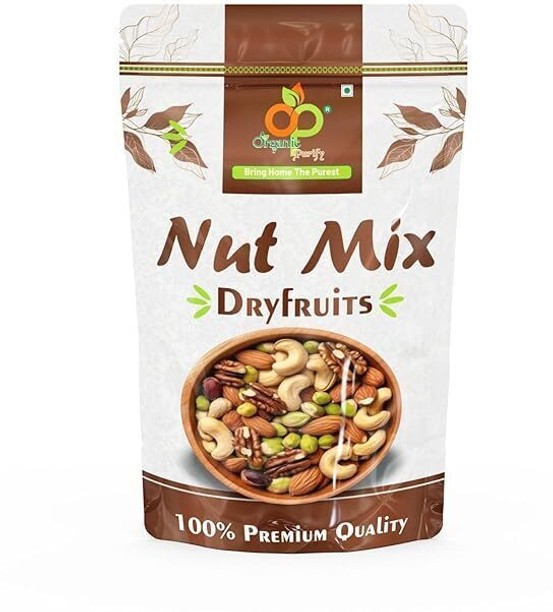 Organic
Purify
®
Bring Home The Purest
Nut Mix
Dryfruits
100% Premium Quality